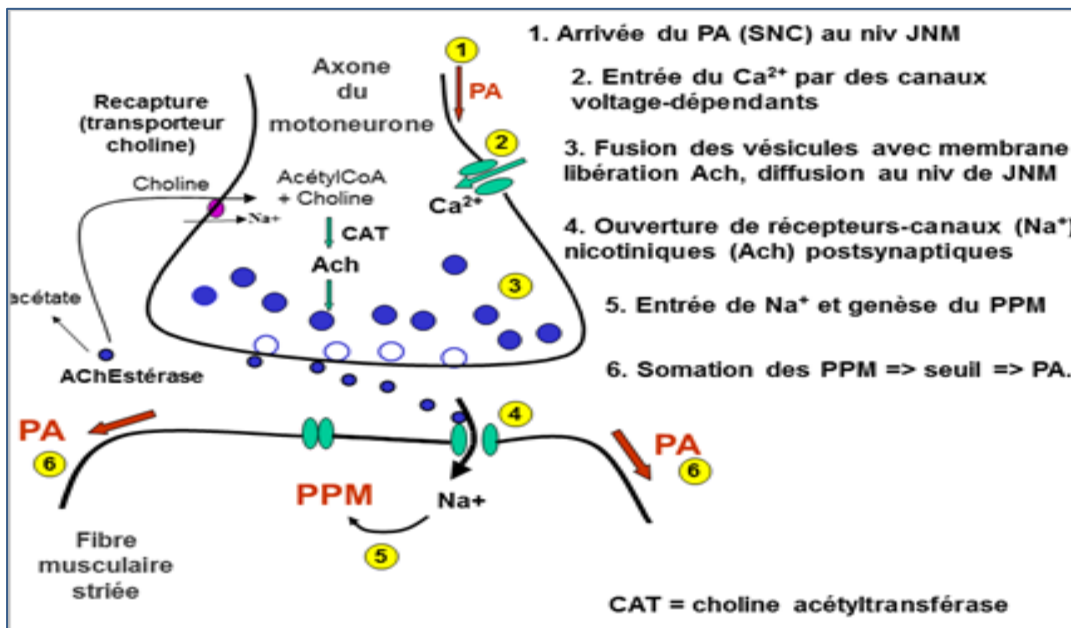 1. Arrivée du PA (SNC) au niv JNM
2. Entrée du Ca²⁺ par des canaux
voltage-dépendants
3. Fusion des vésicules avec membrane
libération Ach, diffusion au niv de JNM
4. Ouverture de récepteurs-canaux (Na⁺)
nicotiniques (Ach) postsynaptiques
5. Entrée de Na⁺ et genèse du PPM
6. Somation des PPM => seuil => PA.
CAT = choline acétyltransférase
1
PA
Axone
du
motoneurone
Recapture
(transporteur
choline)
2
Choline
AcétylCoA
+ Choline
Na+
Ca²⁺
CAT
Ach
3
acétate
AChEstérase
4
PA
6
PA
6
PPM
Na+
5
Fibre
musculaire
striée